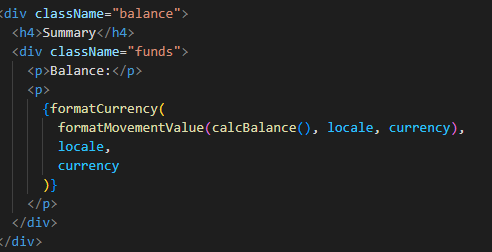 <div className="balance">
<h4>Summary</h4>
<div className="funds">
<p>Balance:</p>
<p>
{formatCurrency(
formatMovementValue(calcBalance(), locale, currency),
locale,
currency
)}
</p>
</div>
</div>